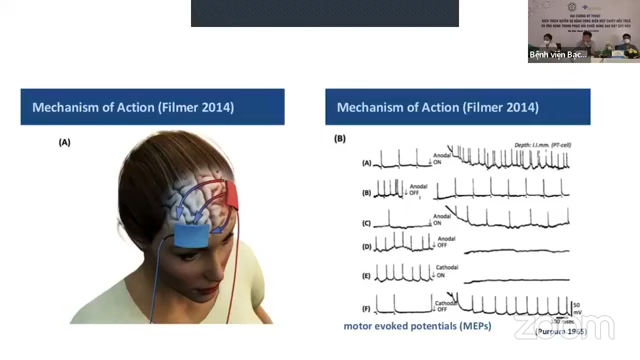 Bệnh viện Bạc...
Mechanism of Action (Filmer 2014)
(A)
Mechanism of Action (Filmer 2014)
(B)
Depth: I.I.mm. (PT-cell)
(A)
Anodal
ON
(B)
Anodal
OFF
(C)
Anodal
ON
(D)
Anodal
OFF
(E)
Cathodal
ON
(F)
Cathodal
OFF
50
mV
motor evoked potentials (MEPs)
(Purpura 1965)
zoom